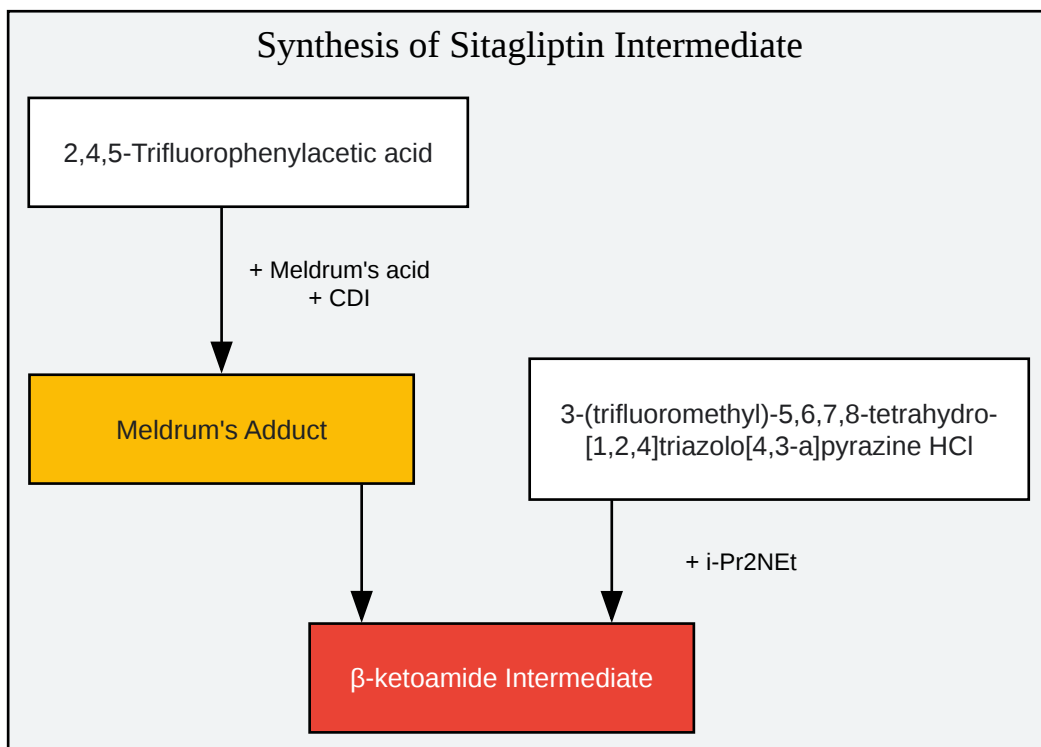 Synthesis of Sitagliptin Intermediate
2,4,5-Trifluorophenylacetic acid
+ Meldrum's acid
+ CDI
Meldrum's Adduct
3-(trifluoromethyl)-5,6,7,8-tetrahydro-
[1,2,4]triazolo[4,3-a]pyrazine HCl
+ i-Pr2NEt
β-ketoamide Intermediate